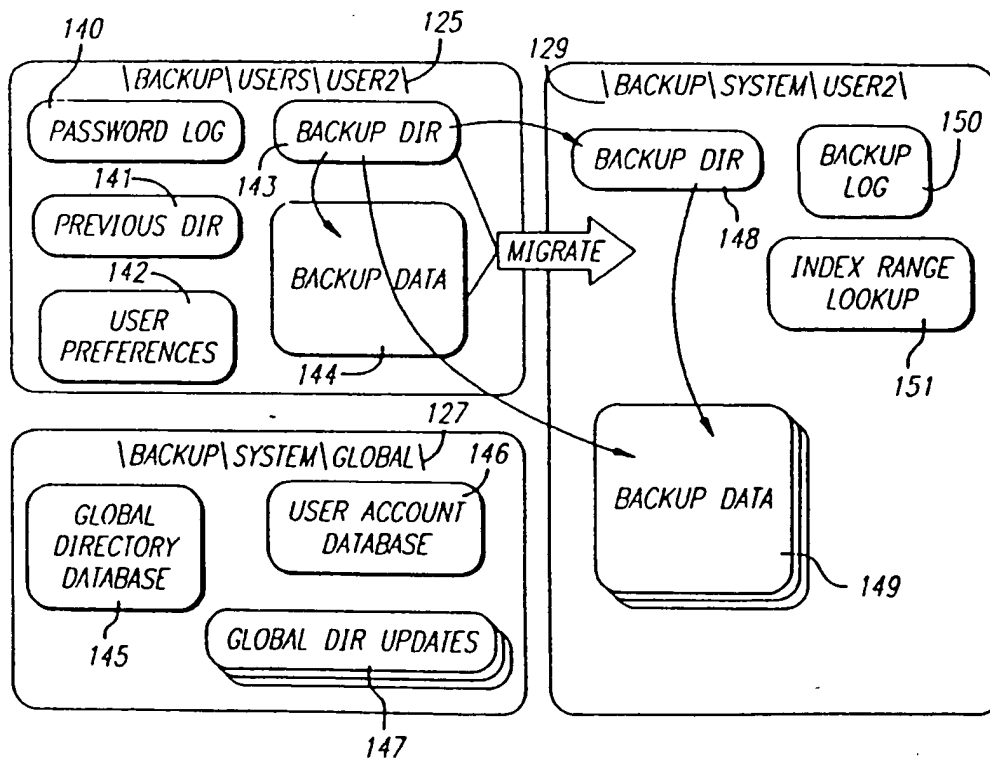 140
\BACKUP\USERS\USER2\
125
PASSWORD LOG
BACKUP DIR
143
141
PREVIOUS DIR
BACKUP DATA
142
USER
PREFERENCES
144
MIGRATE
129
\BACKUP\SYSTEM\USER2\
BACKUP DIR
148
BACKUP
LOG
150
INDEX RANGE
LOOKUP
151
BACKUP DATA
149
\BACKUP\SYSTEM\GLOBAL\
127
146
GLOBAL
DIRECTORY
DATABASE
145
USER ACCOUNT
DATABASE
GLOBAL DIR UPDATES
147